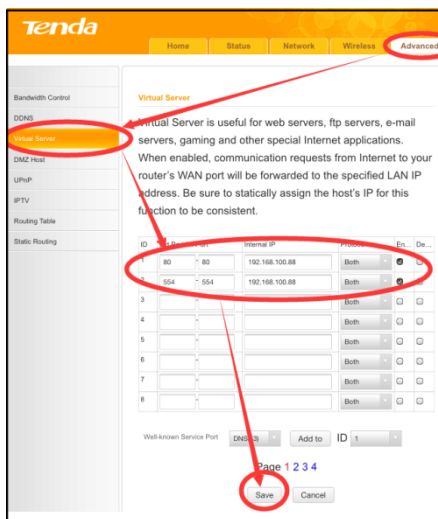 Tenda
Home Status Network Wireless Advanced
Bandwidth Control
DDNS
Virtual Server
DMZ Host
UPnP
IPTV
Routing Table
Static Routing
Virtual Server
Virtual Server is useful for web servers, ftp servers, e-mail
servers, gaming and other special Internet applications.
When enabled, communication requests from Internet to your
router's WAN port will be forwarded to the specified LAN IP
address. Be sure to statically assign the host's IP for this
function to be consistent.
ID Internal IP En... De...
1 80 - 80 192.168.100.88 Both
2 554 - 554 192.168.100.88 Both
3 - Both
4 - Both
5 - Both
6 - Both
7 - Both
8 - Both
Well-known Service Port Add to ID 1
Page 1 2 3 4
Save Cancel